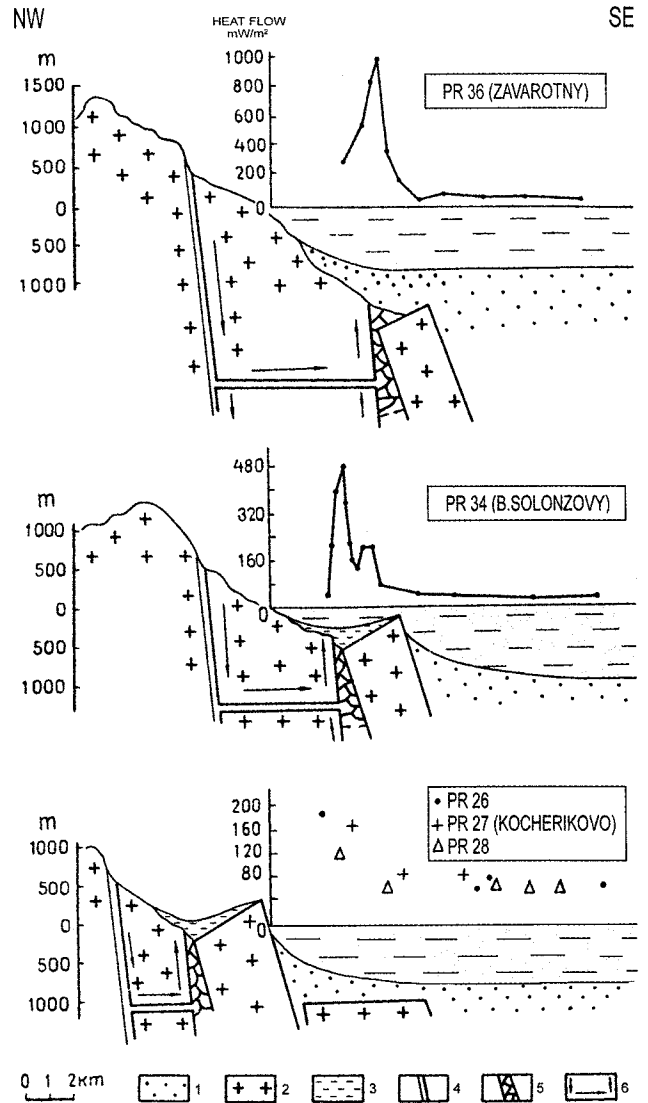 NW
HEAT FLOW
mW/m²
SE
m
1500
1000
500
0
500
1000
1000
800
600
400
200
0
PR 36 (ZAVAROTNY)
m
1000
500
0
500
1000
480
320
160
0
PR 34 (B.SOLONZOVY)
m
1000
500
0
500
1000
200
160
120
80
0
PR 26
PR 27 (KOCHERIKOVO)
PR 28
0 1 2км
1
2
3
4
5
6